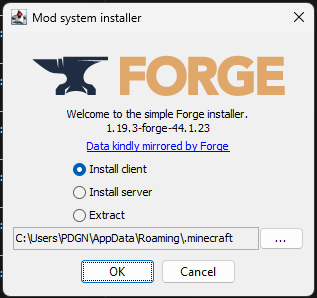 Mod system installer
FORGE
Welcome to the simple Forge installer.
1.19.3-forge-44.1.23
Data kindly mirrored by Forge
Install client
Install server
Extract
C:\Users\PDGN\AppData\Roaming\.minecraft
...
OK
Cancel